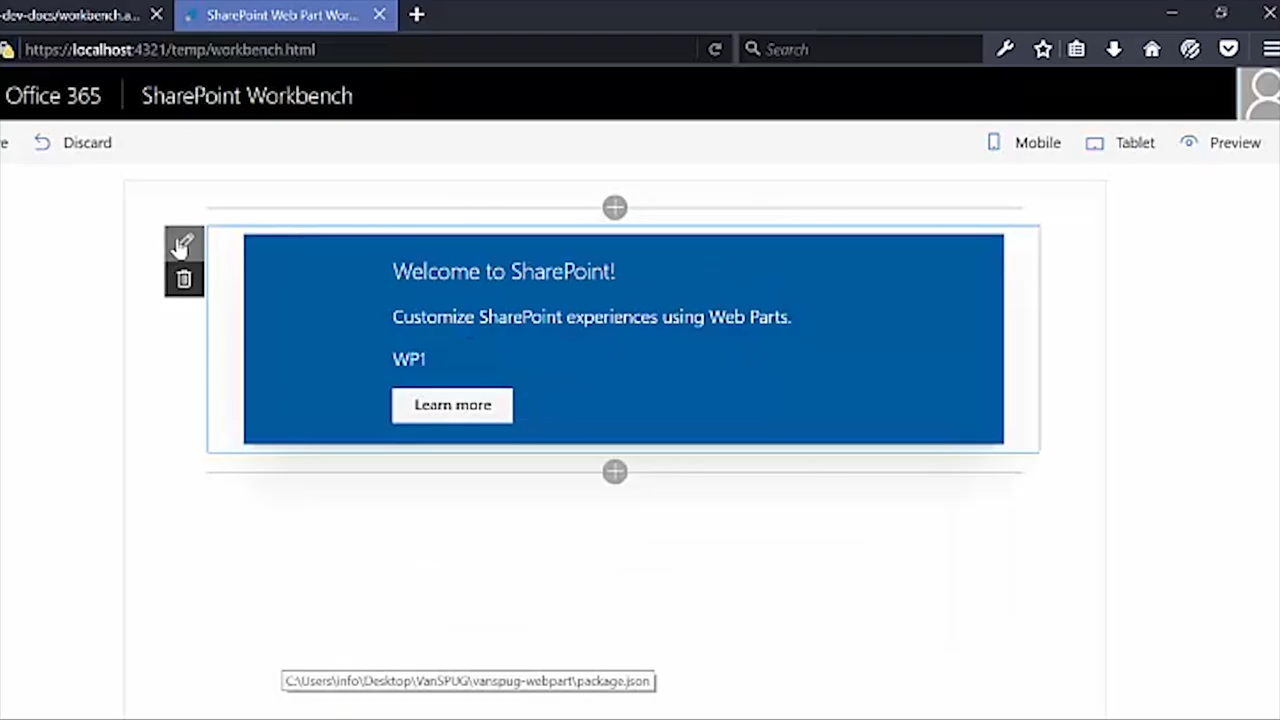 -dev-docs/workbench.a...
SharePoint Web Part Wor...
https://localhost:4321/temp/workbench.html
Search
Office 365
SharePoint Workbench
e
Discard
Mobile
Tablet
Preview
Welcome to SharePoint!
Customize SharePoint experiences using Web Parts.
WP1
Learn more
C:\Users\info\Desktop\VanSPUG\vanspug-webpart\package.json